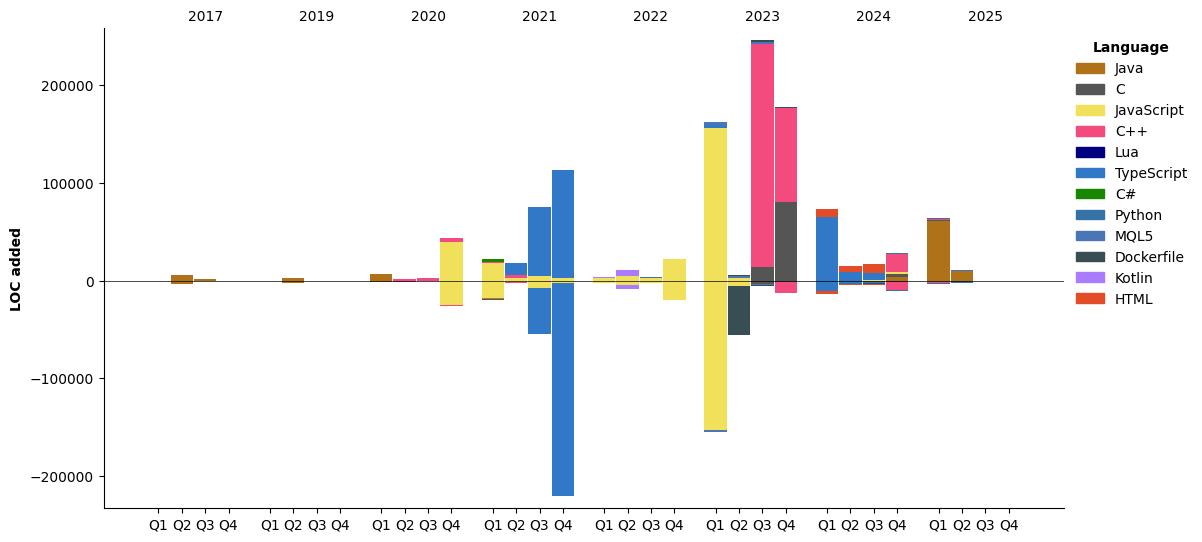 2017 2019 2020 2021 2022 2023 2024 2025
Language
Java
C
JavaScript
C++
Lua
TypeScript
C#
Python
MQL5
Dockerfile
Kotlin
HTML
LOC added
200000
100000
0
−100000
−200000
Q1 Q2 Q3 Q4 Q1 Q2 Q3 Q4 Q1 Q2 Q3 Q4 Q1 Q2 Q3 Q4 Q1 Q2 Q3 Q4 Q1 Q2 Q3 Q4 Q1 Q2 Q3 Q4 Q1 Q2 Q3 Q4